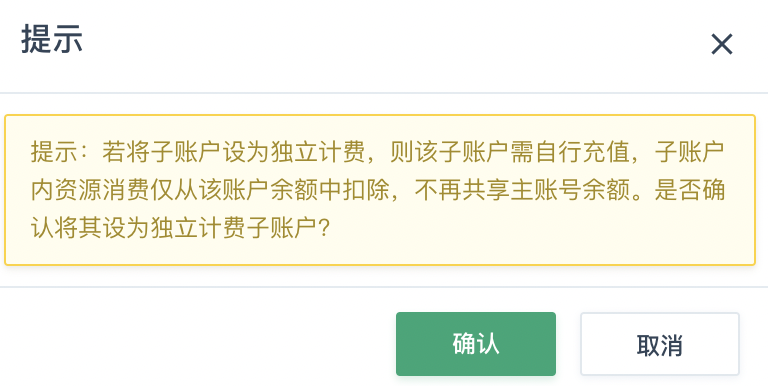 提示
提示：若将子账户设为独立计费，则该子账户需自行充值，子账户
内资源消费仅从该账户余额中扣除，不再共享主账号余额。是否确
认将其设为独立计费子账户？
确认
取消